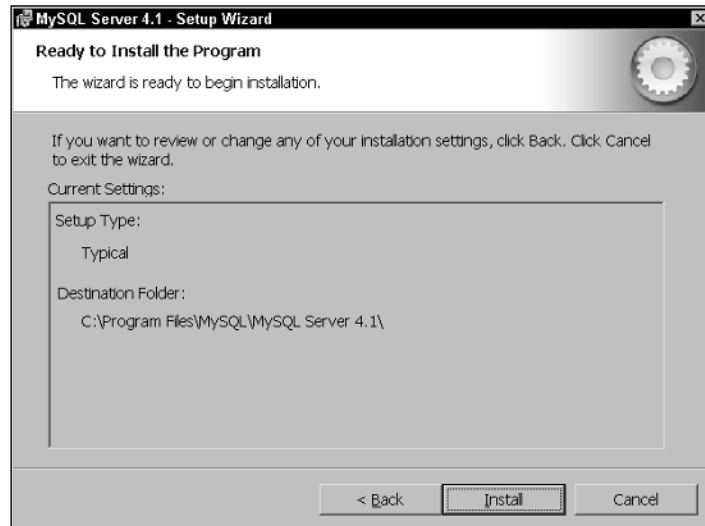 MySQL Server 4.1 - Setup Wizard
Ready to Install the Program
The wizard is ready to begin installation.
If you want to review or change any of your installation settings, click Back. Click Cancel
to exit the wizard.
Current Settings:
Setup Type:
Typical
Destination Folder:
C:\Program Files\MySQL\MySQL Server 4.1\
< Back
Install
Cancel